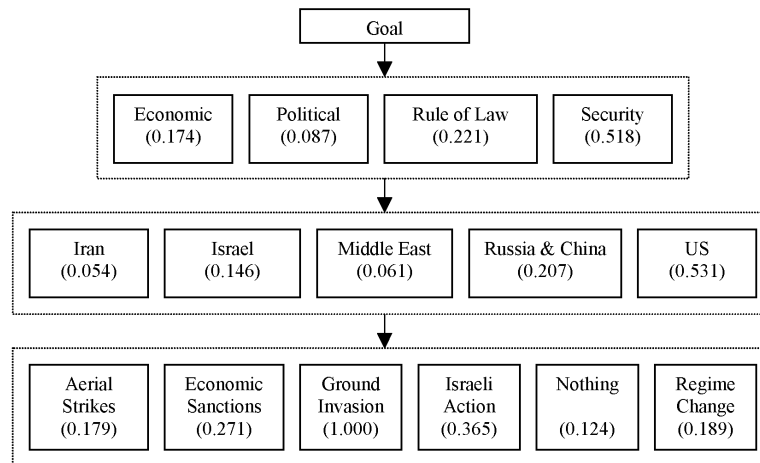 Goal
Economic
(0.174)
Political
(0.087)
Rule of Law
(0.221)
Security
(0.518)
Iran
(0.054)
Israel
(0.146)
Middle East
(0.061)
Russia & China
(0.207)
US
(0.531)
Aerial
Strikes
(0.179)
Economic
Sanctions
(0.271)
Ground
Invasion
(1.000)
Israeli
Action
(0.365)
Nothing
(0.124)
Regime
Change
(0.189)